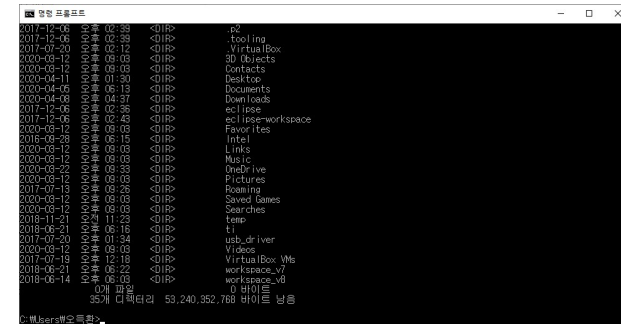 명령 프롬프트
2017-12-06 오후 02:39 <DIR> .p2
2017-12-06 오후 02:39 <DIR> .tooling
2017-07-20 오후 02:12 <DIR> .VirtualBox
2020-03-12 오후 09:03 <DIR> 3D Objects
2020-03-12 오후 09:03 <DIR> Contacts
2020-04-11 오후 01:30 <DIR> Desktop
2020-04-05 오후 06:13 <DIR> Documents
2020-04-08 오후 04:37 <DIR> Downloads
2017-12-06 오후 02:36 <DIR> eclipse
2017-12-06 오후 02:43 <DIR> eclipse-workspace
2020-03-12 오후 09:03 <DIR> Favorites
2016-09-28 오후 06:15 <DIR> Intel
2020-03-12 오후 09:03 <DIR> Links
2020-03-12 오후 09:03 <DIR> Music
2020-03-22 오후 09:33 <DIR> OneDrive
2020-03-12 오후 09:03 <DIR> Pictures
2017-07-13 오후 09:26 <DIR> Roaming
2020-03-12 오후 09:03 <DIR> Saved Games
2020-03-12 오후 09:03 <DIR> Searches
2018-11-21 오전 11:23 <DIR> temp
2018-06-21 오후 06:16 <DIR> ti
2017-07-20 오후 01:34 <DIR> usb_driver
2020-03-12 오후 09:03 <DIR> Videos
2017-07-19 오후 12:18 <DIR> VirtualBox VMs
2018-06-21 오후 06:22 <DIR> workspace_v7
2018-06-14 오후 06:03 <DIR> workspace_v8
0개 파일 0 바이트
35개 디렉터리 53,240,352,768 바이트 남음
C:₩Users₩오득환>